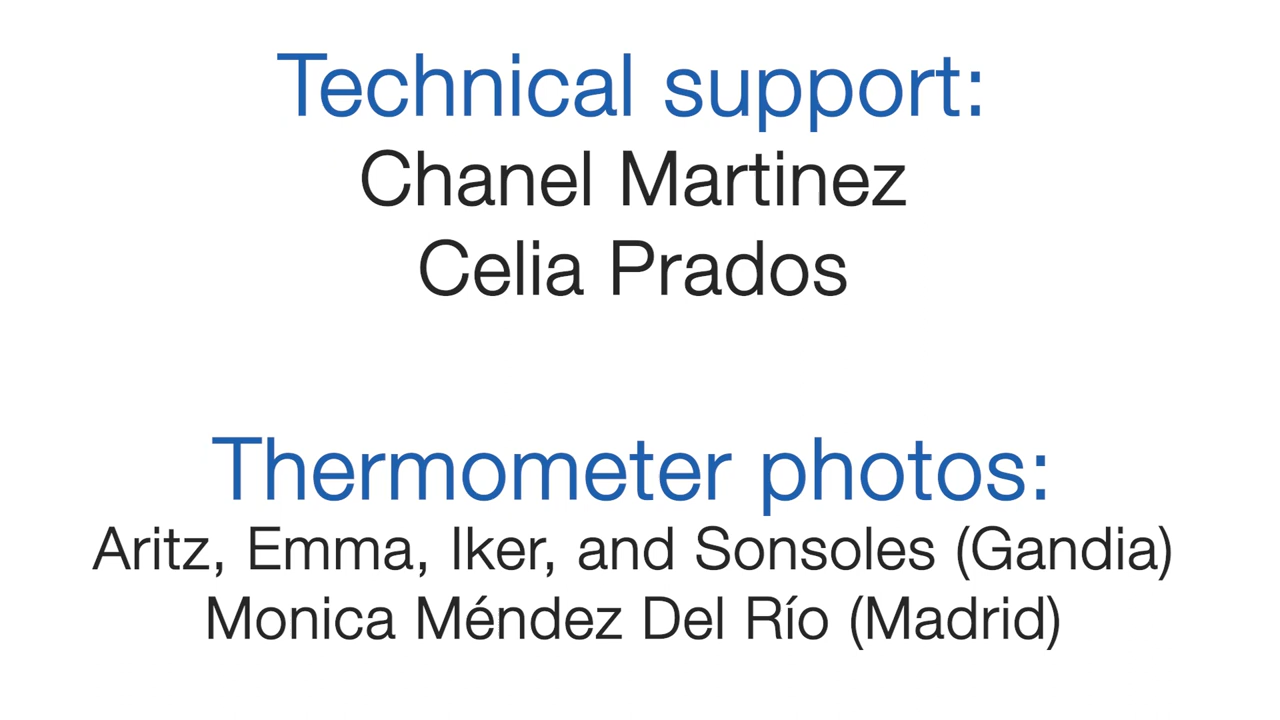 Technical support:
Chanel Martinez
Celia Prados
Thermometer photos:
Aritz, Emma, Iker, and Sonsoles (Gandia)
Monica Méndez Del Río (Madrid)